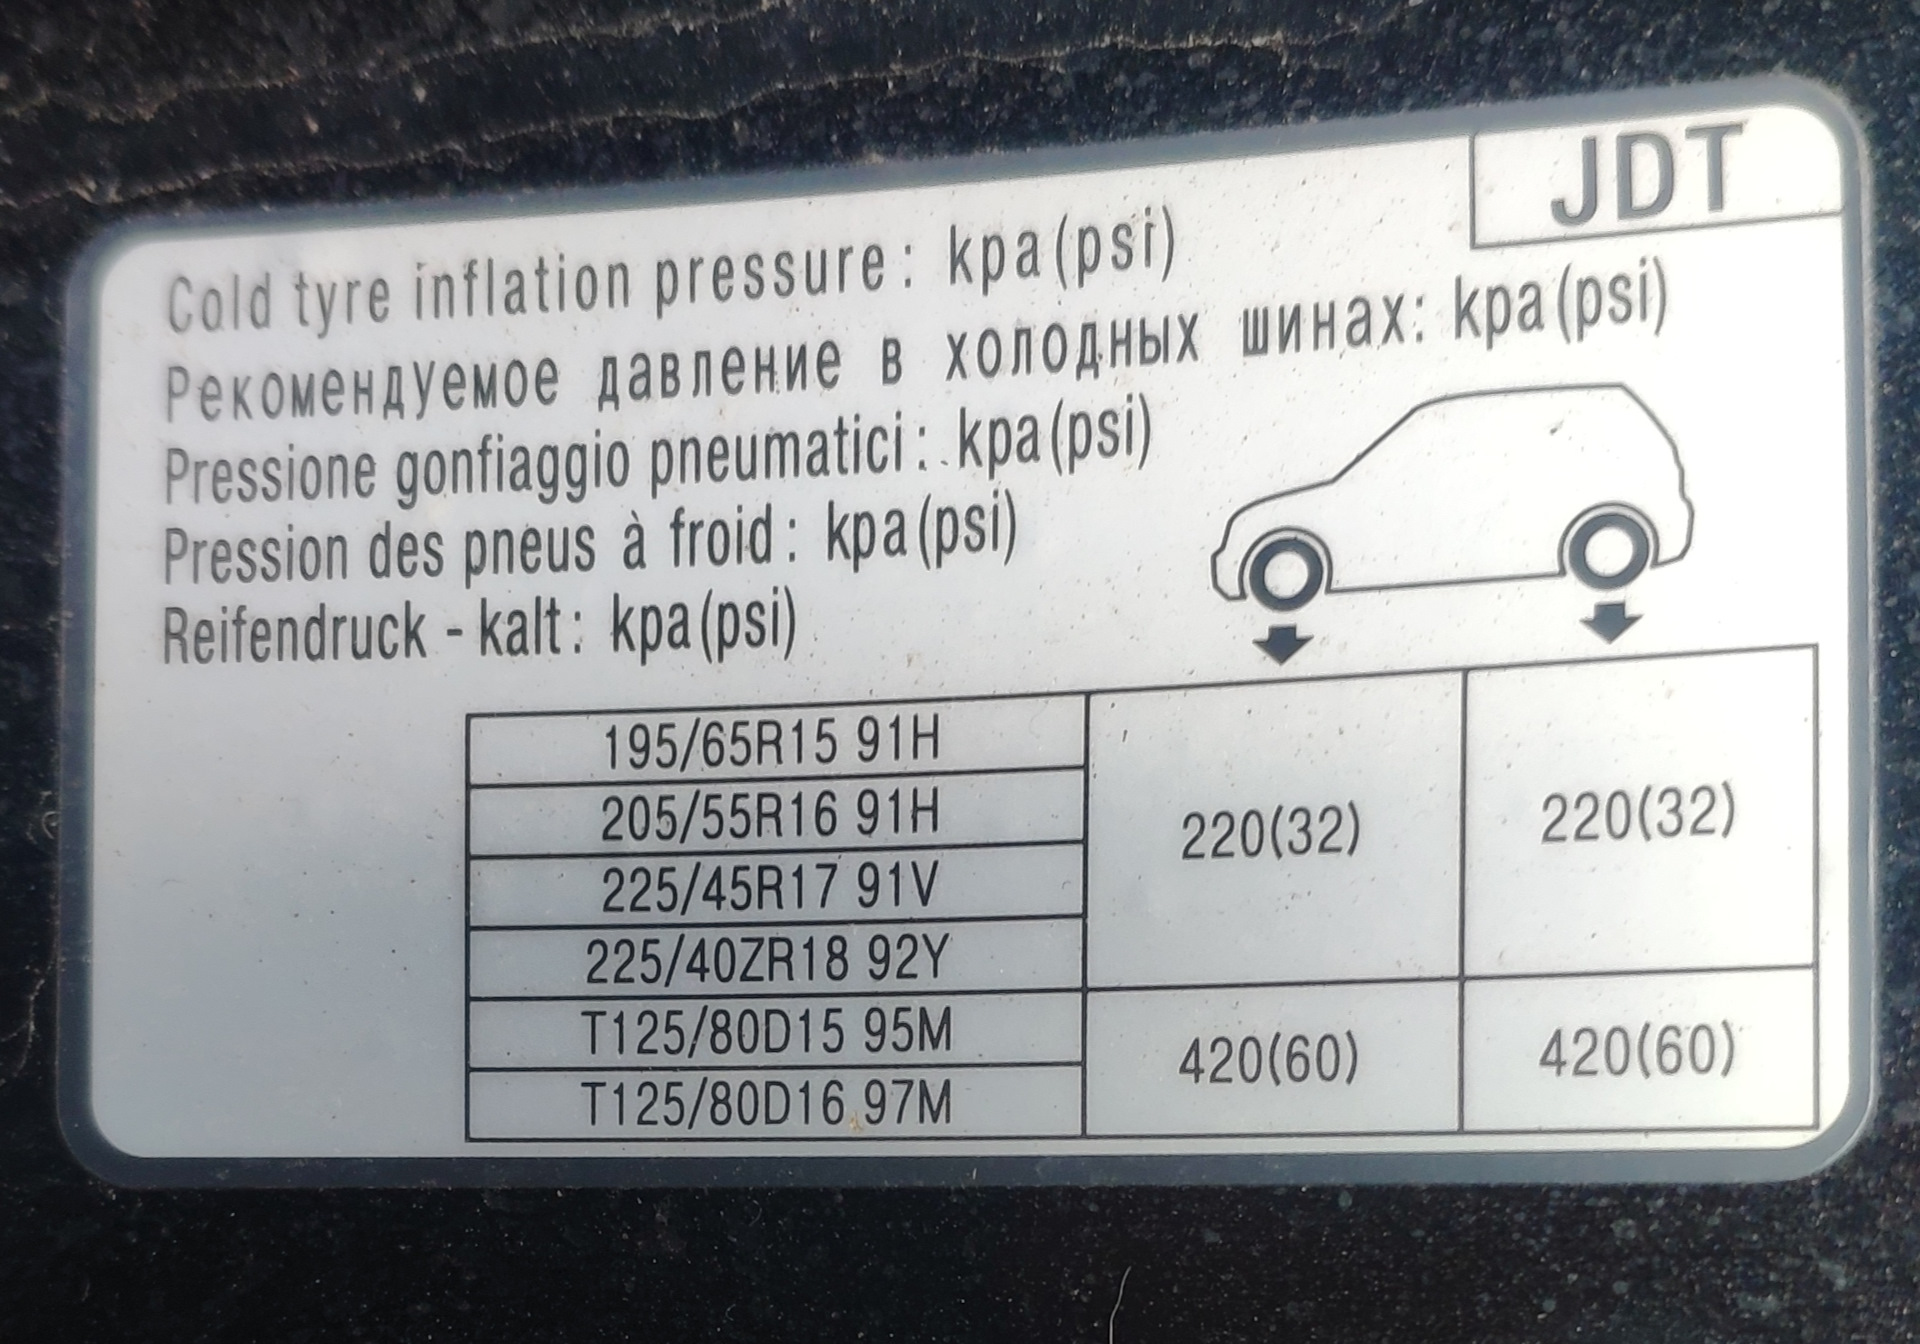 JDT
Cold tyre inflation pressure: kpa(psi)
Рекомендуемое давление в холодных шинах: kpa(psi)
Pressione gonfiaggio pneumatici: kpa(psi)
Pression des pneus à froid: kpa(psi)
Reifendruck - kalt: kpa(psi)
195/65R15 91H
205/55R16 91H
225/45R17 91V
225/40ZR18 92Y
220(32) 220(32)
T125/80D15 95M
T125/80D16 97M
420(60) 420(60)